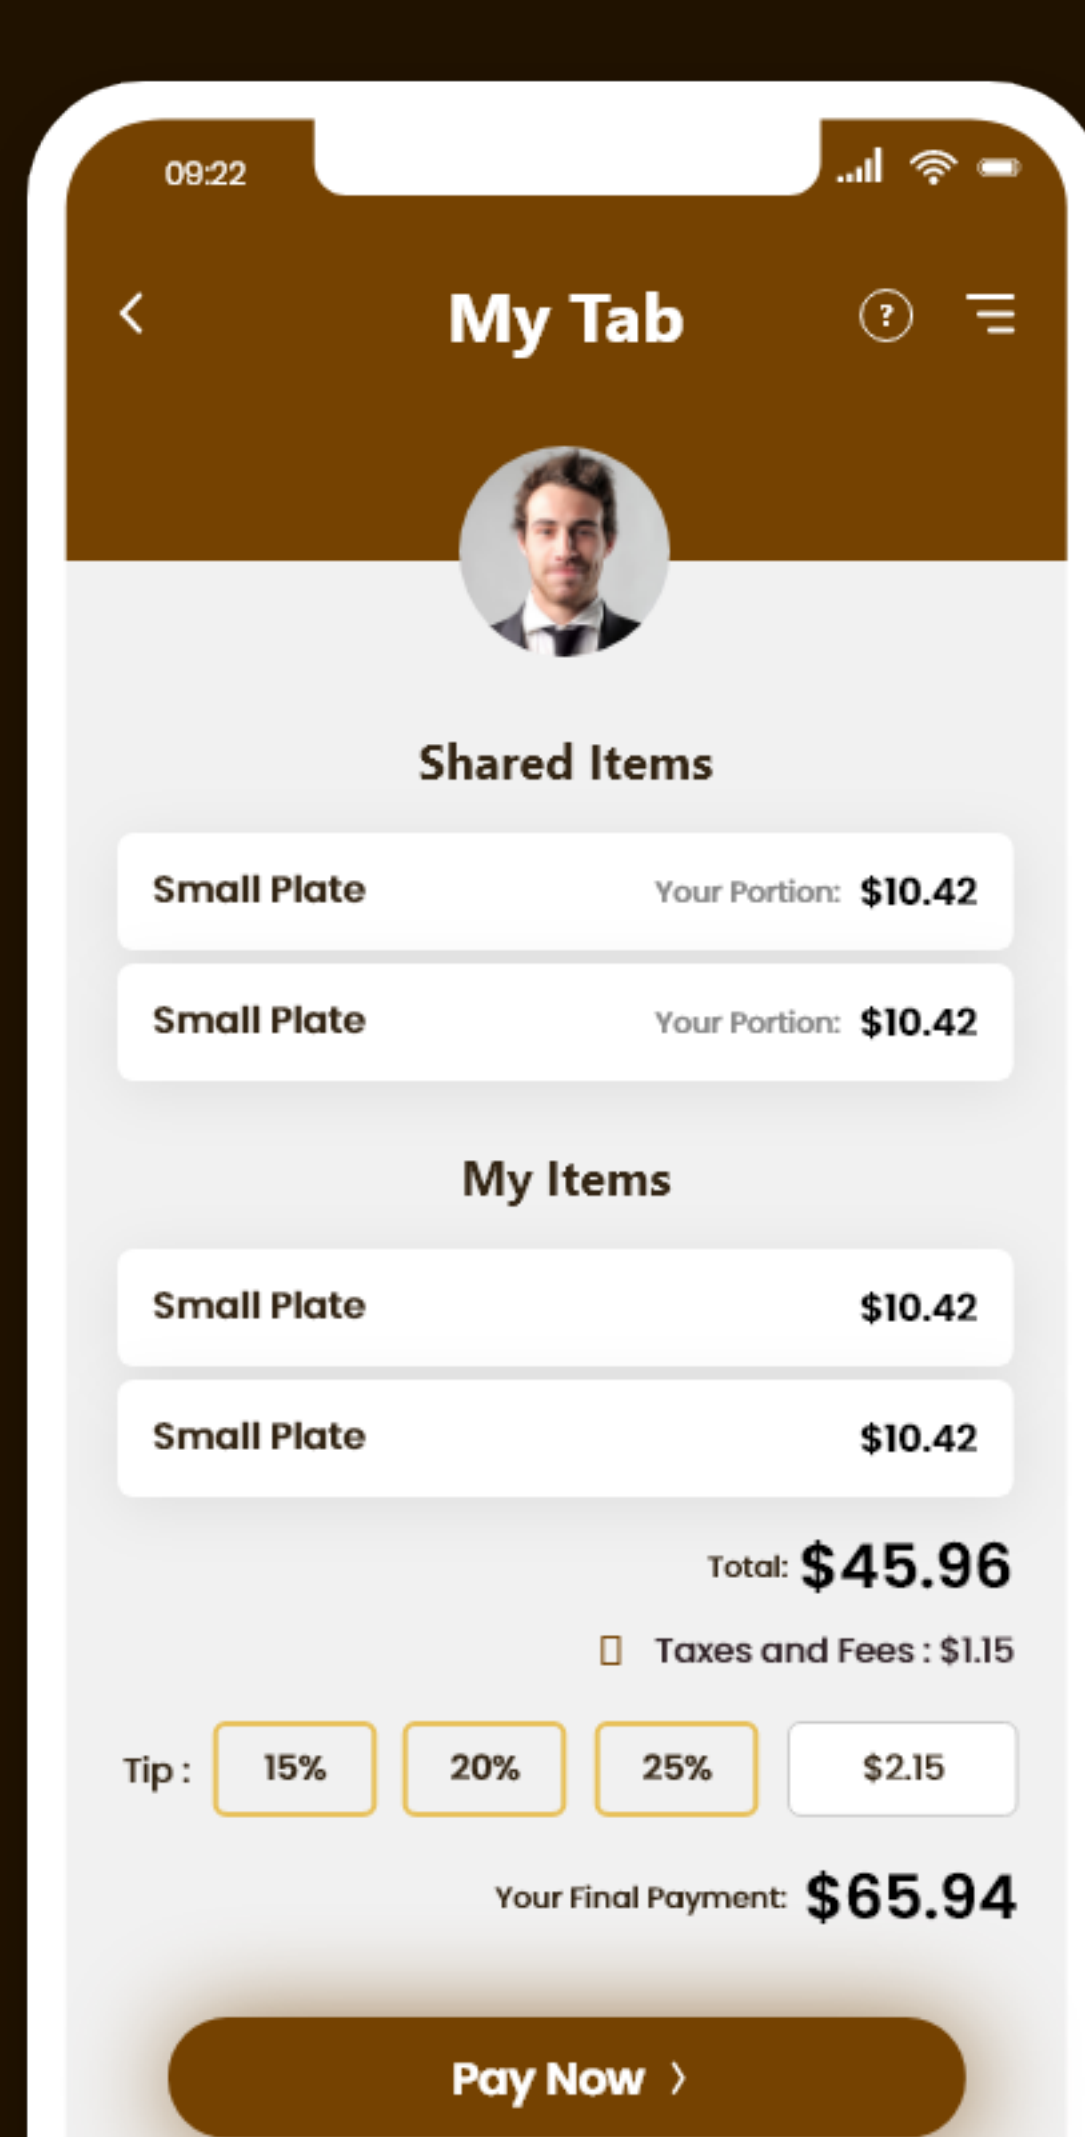 09:22
My Tab
?
Shared Items
Small Plate Your Portion: $10.42
Small Plate Your Portion: $10.42
My Items
Small Plate $10.42
Small Plate $10.42
Total: $45.96
Taxes and Fees : $1.15
Tip : 15% 20% 25% $2.15
Your Final Payment: $65.94
Pay Now